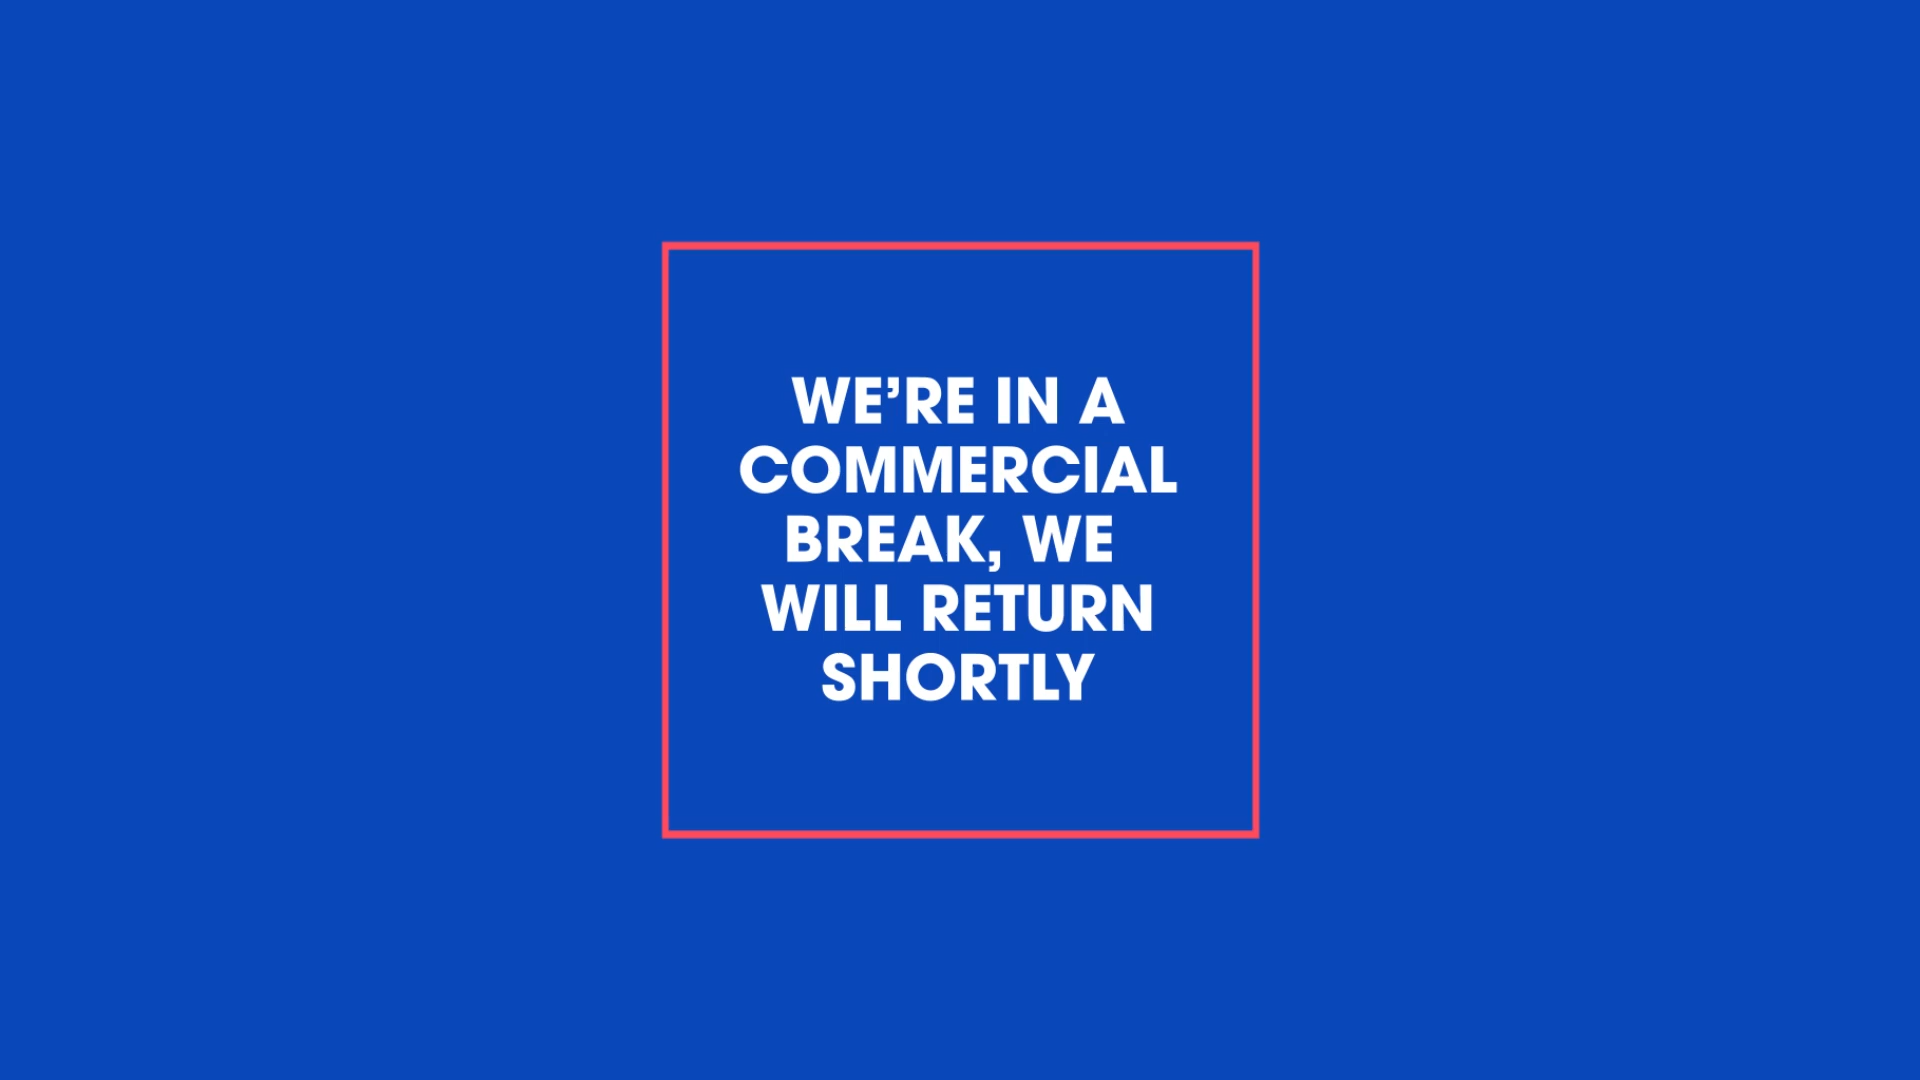 WE’RE IN A
COMMERCIAL
BREAK, WE
WILL RETURN
SHORTLY